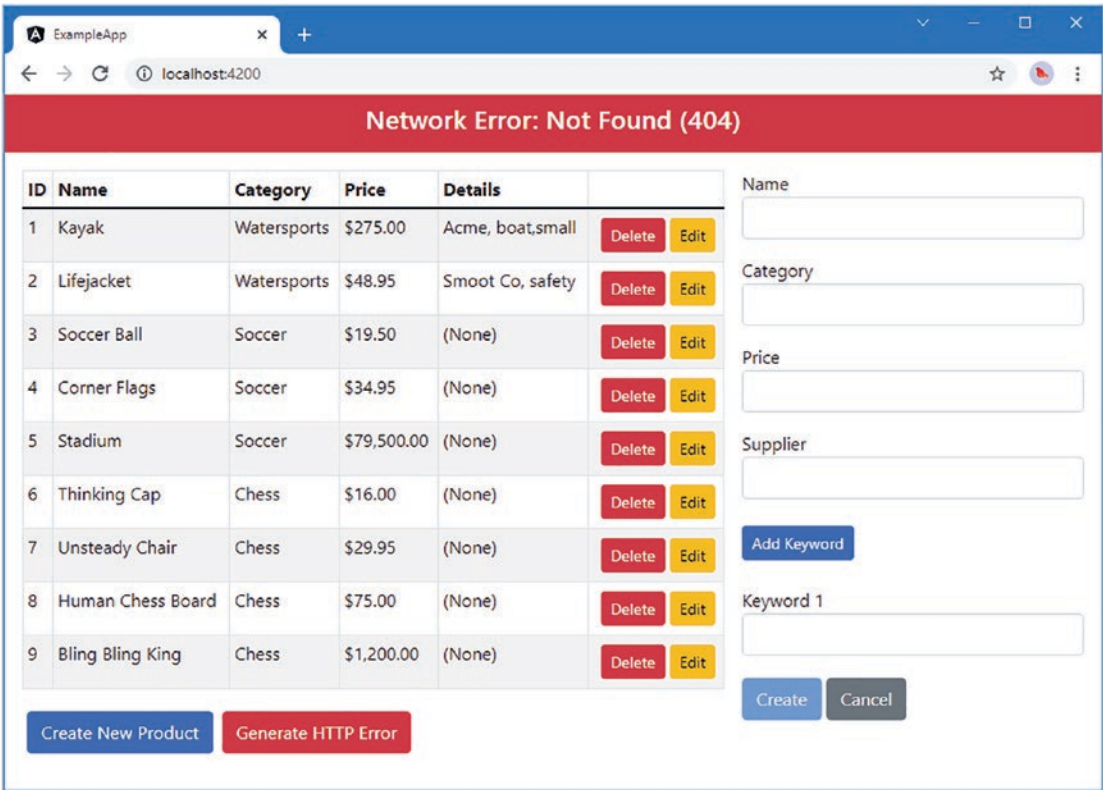 ExampleApp
localhost:4200
Network Error: Not Found (404)
ID Name Category Price Details
1 Kayak Watersports $275.00 Acme, boat,small Delete Edit
2 Lifejacket Watersports $48.95 Smoot Co, safety Delete Edit
3 Soccer Ball Soccer $19.50 (None) Delete Edit
4 Corner Flags Soccer $34.95 (None) Delete Edit
5 Stadium Soccer $79,500.00 (None) Delete Edit
6 Thinking Cap Chess $16.00 (None) Delete Edit
7 Unsteady Chair Chess $29.95 (None) Delete Edit
8 Human Chess Board Chess $75.00 (None) Delete Edit
9 Bling Bling King Chess $1,200.00 (None) Delete Edit
Create New Product Generate HTTP Error
Name
Category
Price
Supplier
Add Keyword
Keyword 1
Create Cancel